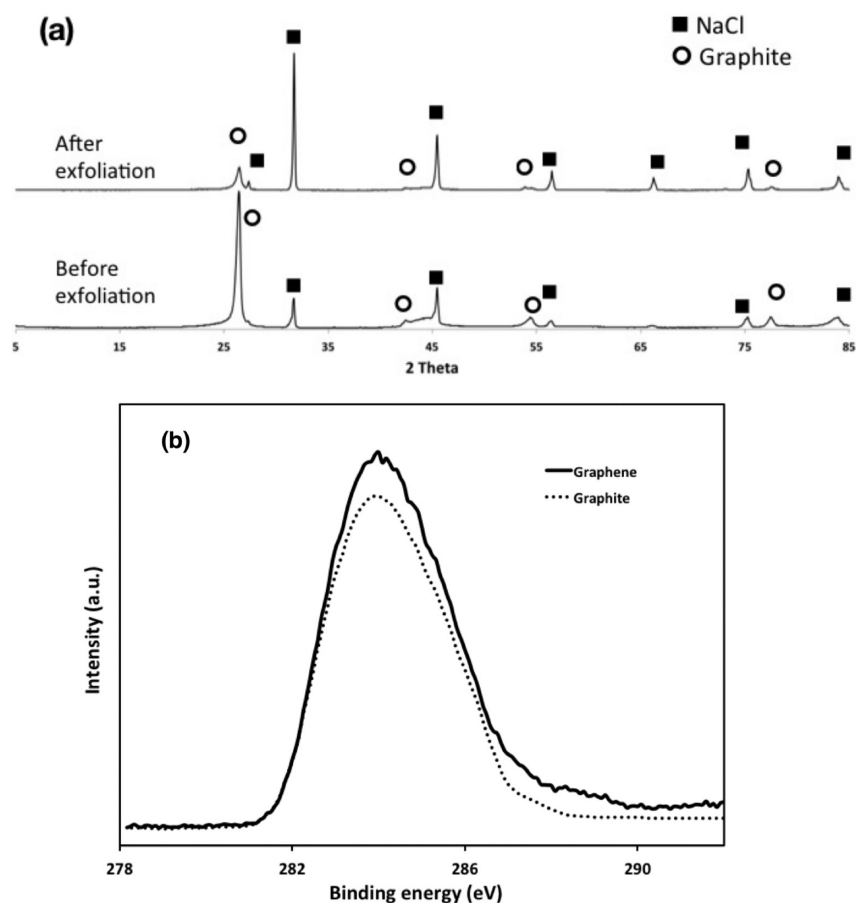 (a)
■ NaCl
○ Graphite
After
exfoliation
Before
exfoliation
5 15 25 35 45 55 65 75 85
2 Theta
(b)
Graphene
Graphite
Intensity (a.u.)
278 282 286 290
Binding energy (eV)